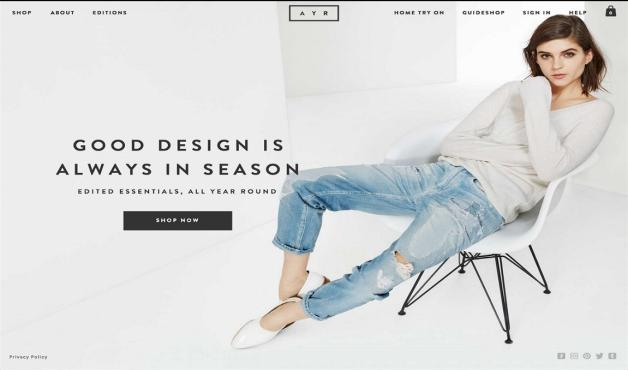 SHOP ABOUT EDITIONS AYR HOME TRY ON GUIDESHOP SIGN IN HELP 0
GOOD DESIGN IS
ALWAYS IN SEASON
EDITED ESSENTIALS, ALL YEAR ROUND
SHOP NOW
Privacy Policy